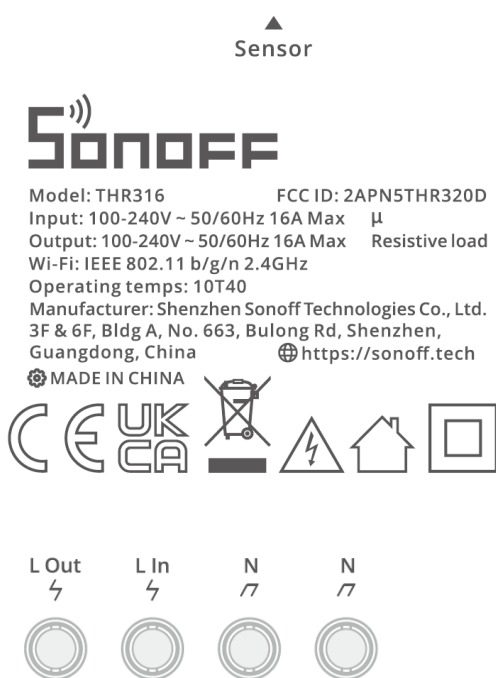 Sensor
SONOFF
Model: THR316 FCC ID: 2APN5THR320D
Input: 100-240V ~ 50/60Hz 16A Max μ
Output: 100-240V ~ 50/60Hz 16A Max Resistive load
Wi-Fi: IEEE 802.11 b/g/n 2.4GHz
Operating temps: 10T40
Manufacturer: Shenzhen Sonoff Technologies Co., Ltd.
3F & 6F, Bldg A, No. 663, Bulong Rd, Shenzhen,
Guangdong, China https://sonoff.tech
MADE IN CHINA
CE UK CA
L Out L In N N